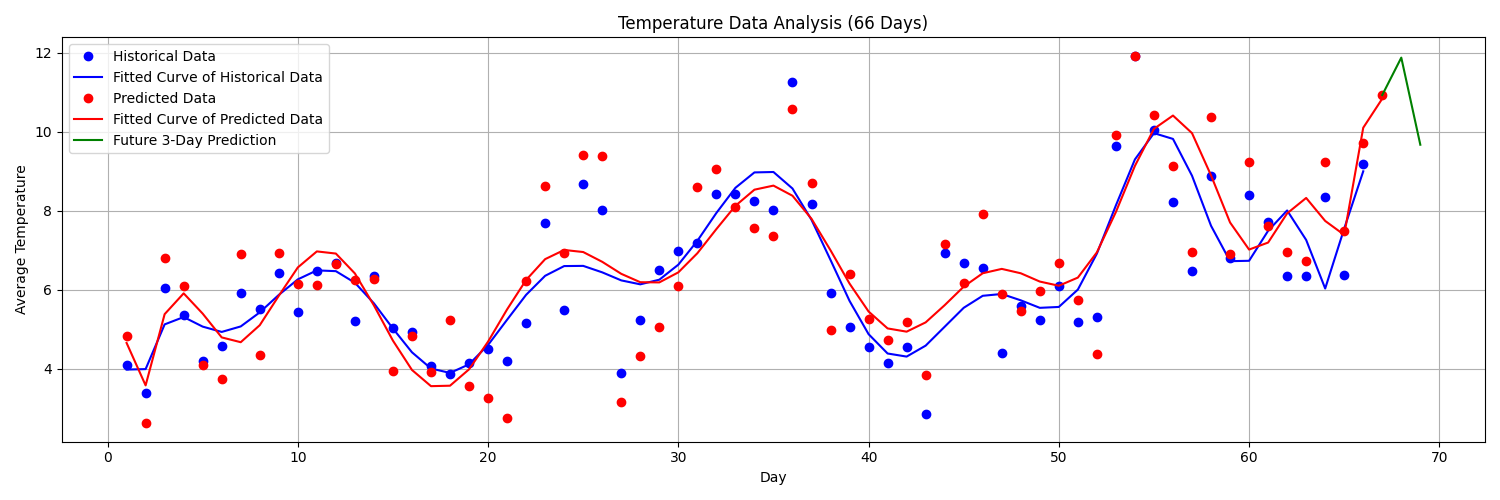 Temperature Data Analysis (66 Days)
Historical Data
Fitted Curve of Historical Data
Predicted Data
Fitted Curve of Predicted Data
Future 3-Day Prediction
Average Temperature
12
10
8
6
4
0 10 20 30 40 50 60 70
Day